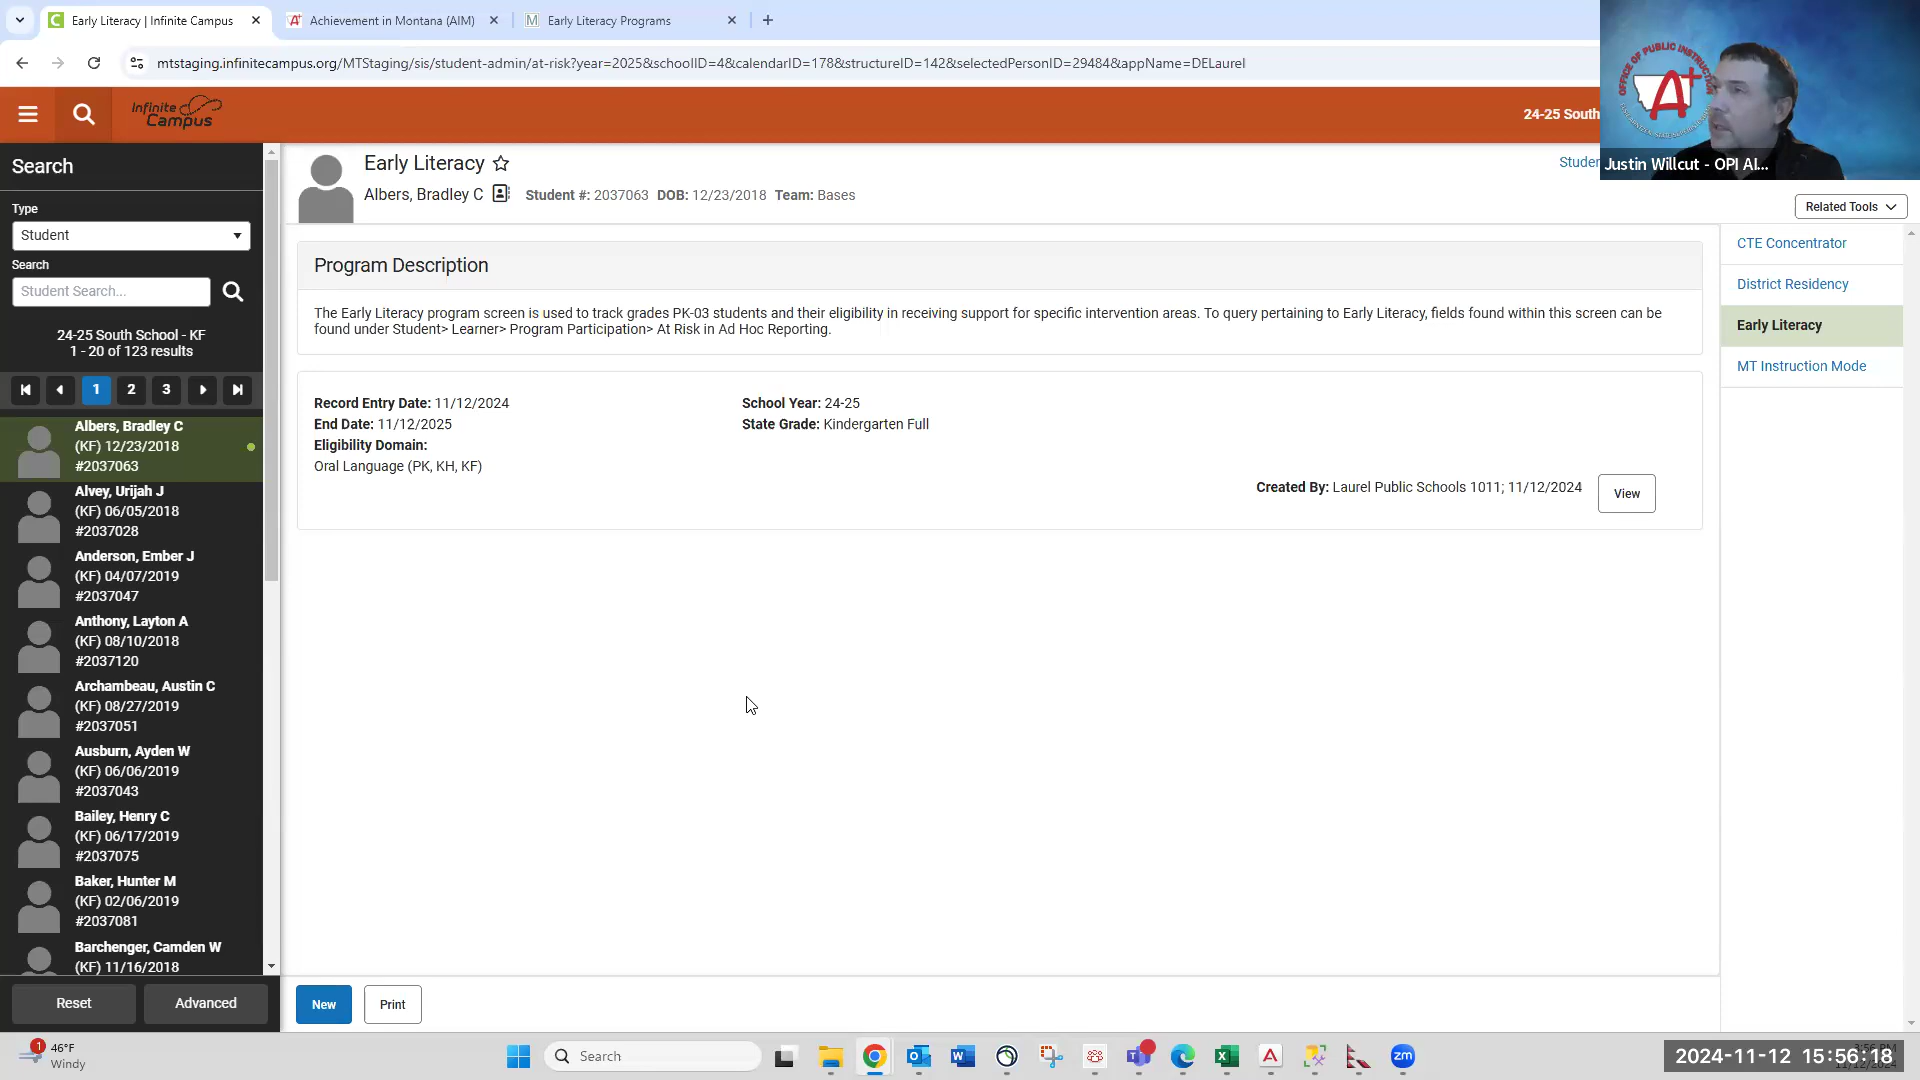 Early Literacy | Infinite Campus
Achievement in Montana (AIM)
Early Literacy Programs
mtstaging.infinitecampus.org/MTStaging/sis/student-admin/at-risk?year=2025&schoolID=4&calendarID=178&structureID=142&selectedPersonID=29484&appName=DELaurel
Infinite Campus
24-25 South
Justin Willcut - OPI AI...
Search
Type
Student
Search
Student Search...
24-25 South School - KF
1 - 20 of 123 results
1 2 3
Albers, Bradley C
(KF) 12/23/2018
#2037063
Alvey, Urijah J
(KF) 06/05/2018
#2037028
Anderson, Ember J
(KF) 04/07/2019
#2037047
Anthony, Layton A
(KF) 08/10/2018
#2037120
Archambeau, Austin C
(KF) 08/27/2019
#2037051
Ausburn, Ayden W
(KF) 06/06/2019
#2037043
Bailey, Henry C
(KF) 06/17/2019
#2037075
Baker, Hunter M
(KF) 02/06/2019
#2037081
Barchenger, Camden W
(KF) 11/16/2018
Reset
Advanced
Early Literacy
Albers, Bradley C Student #: 2037063 DOB: 12/23/2018 Team: Bases
Related Tools
Program Description
The Early Literacy program screen is used to track grades PK-03 students and their eligibility in receiving support for specific intervention areas. To query pertaining to Early Literacy, fields found within this screen can be
found under Student> Learner> Program Participation> At Risk in Ad Hoc Reporting.
Record Entry Date: 11/12/2024
End Date: 11/12/2025
Eligibility Domain:
Oral Language (PK, KH, KF)
School Year: 24-25
State Grade: Kindergarten Full
Created By: Laurel Public Schools 1011; 11/12/2024
View
CTE Concentrator
District Residency
Early Literacy
MT Instruction Mode
New
Print
1
46°F
Windy
Search
zm
2024-11-12 15:56:18